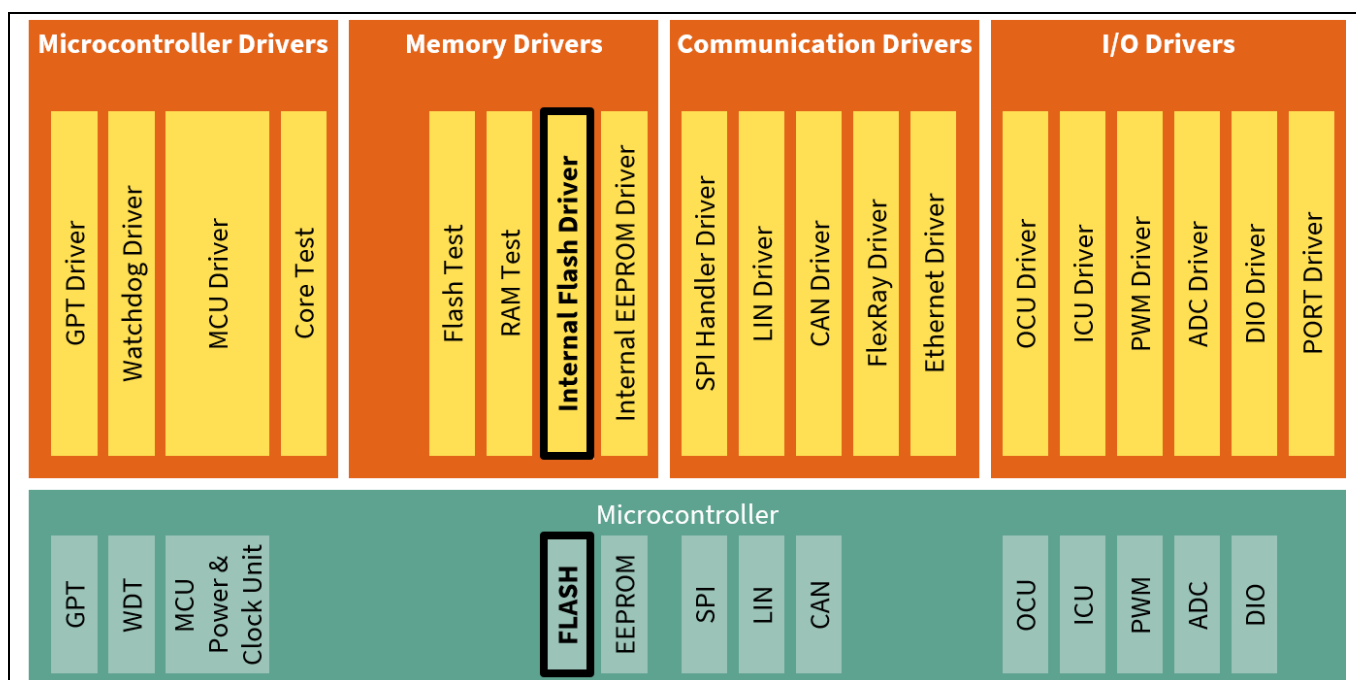 Microcontroller Drivers
Memory Drivers
Communication Drivers
I/O Drivers
GPT Driver
Watchdog Driver
MCU Driver
Core Test
Flash Test
RAM Test
Internal Flash Driver
Internal EEPROM Driver
SPI Handler Driver
LIN Driver
CAN Driver
FlexRay Driver
Ethernet Driver
OCU Driver
ICU Driver
PWM Driver
ADC Driver
DIO Driver
PORT Driver
Microcontroller
GPT
WDT
MCU
Power &
Clock Unit
FLASH
EEPROM
SPI
LIN
CAN
OCU
ICU
PWM
ADC
DIO